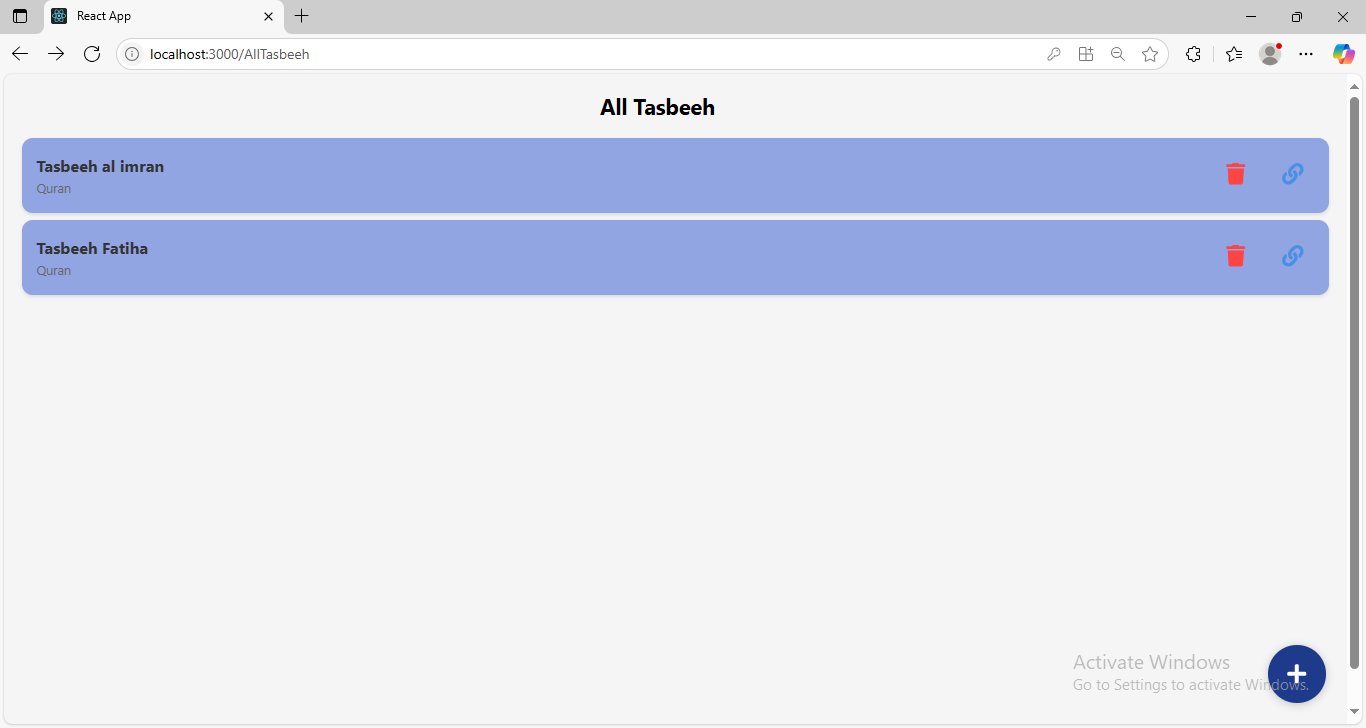 React App
localhost:3000/AllTasbeeh
All Tasbeeh
Tasbeeh al imran
Quran
Tasbeeh Fatiha
Quran
Activate Windows
Go to Settings to activate Windows.